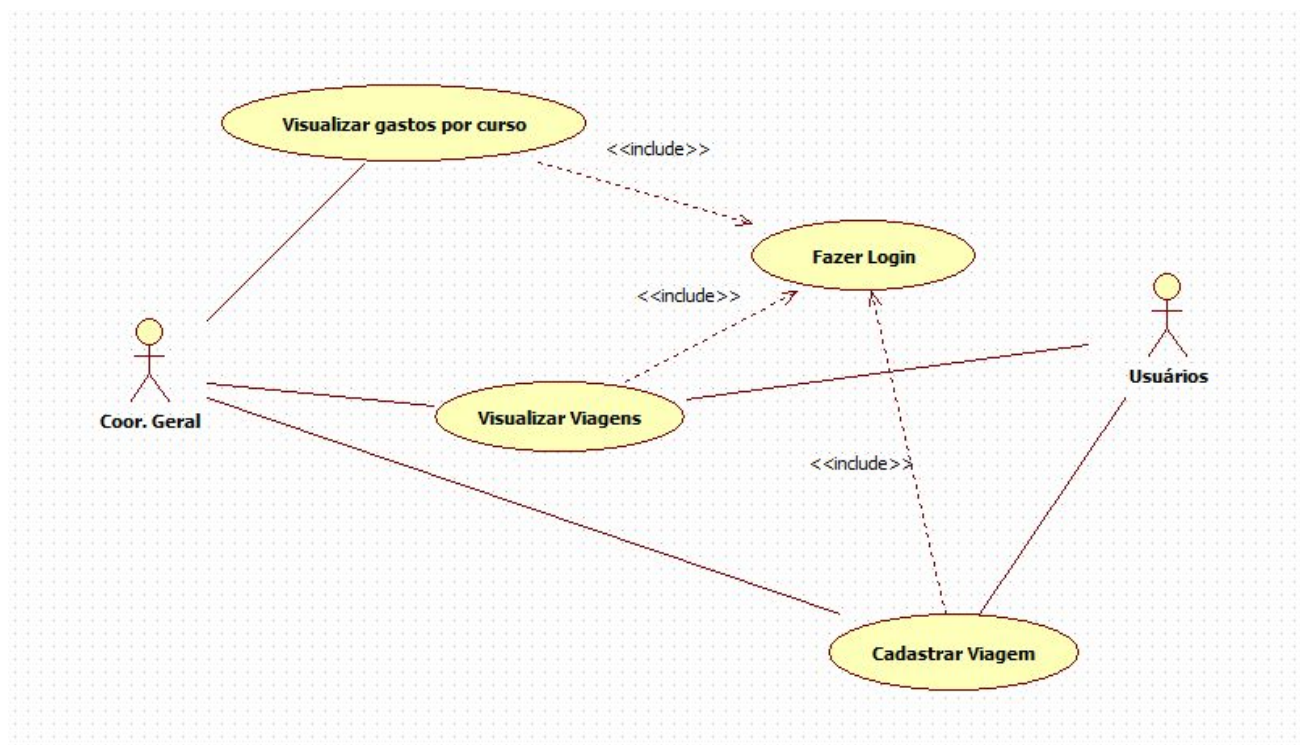 Visualizar gastos por curso
<<include>>
Fazer Login
<<include>>
Usuários
Coor. Geral
Visualizar Viagens
<<include>>
Cadastrar Viagem